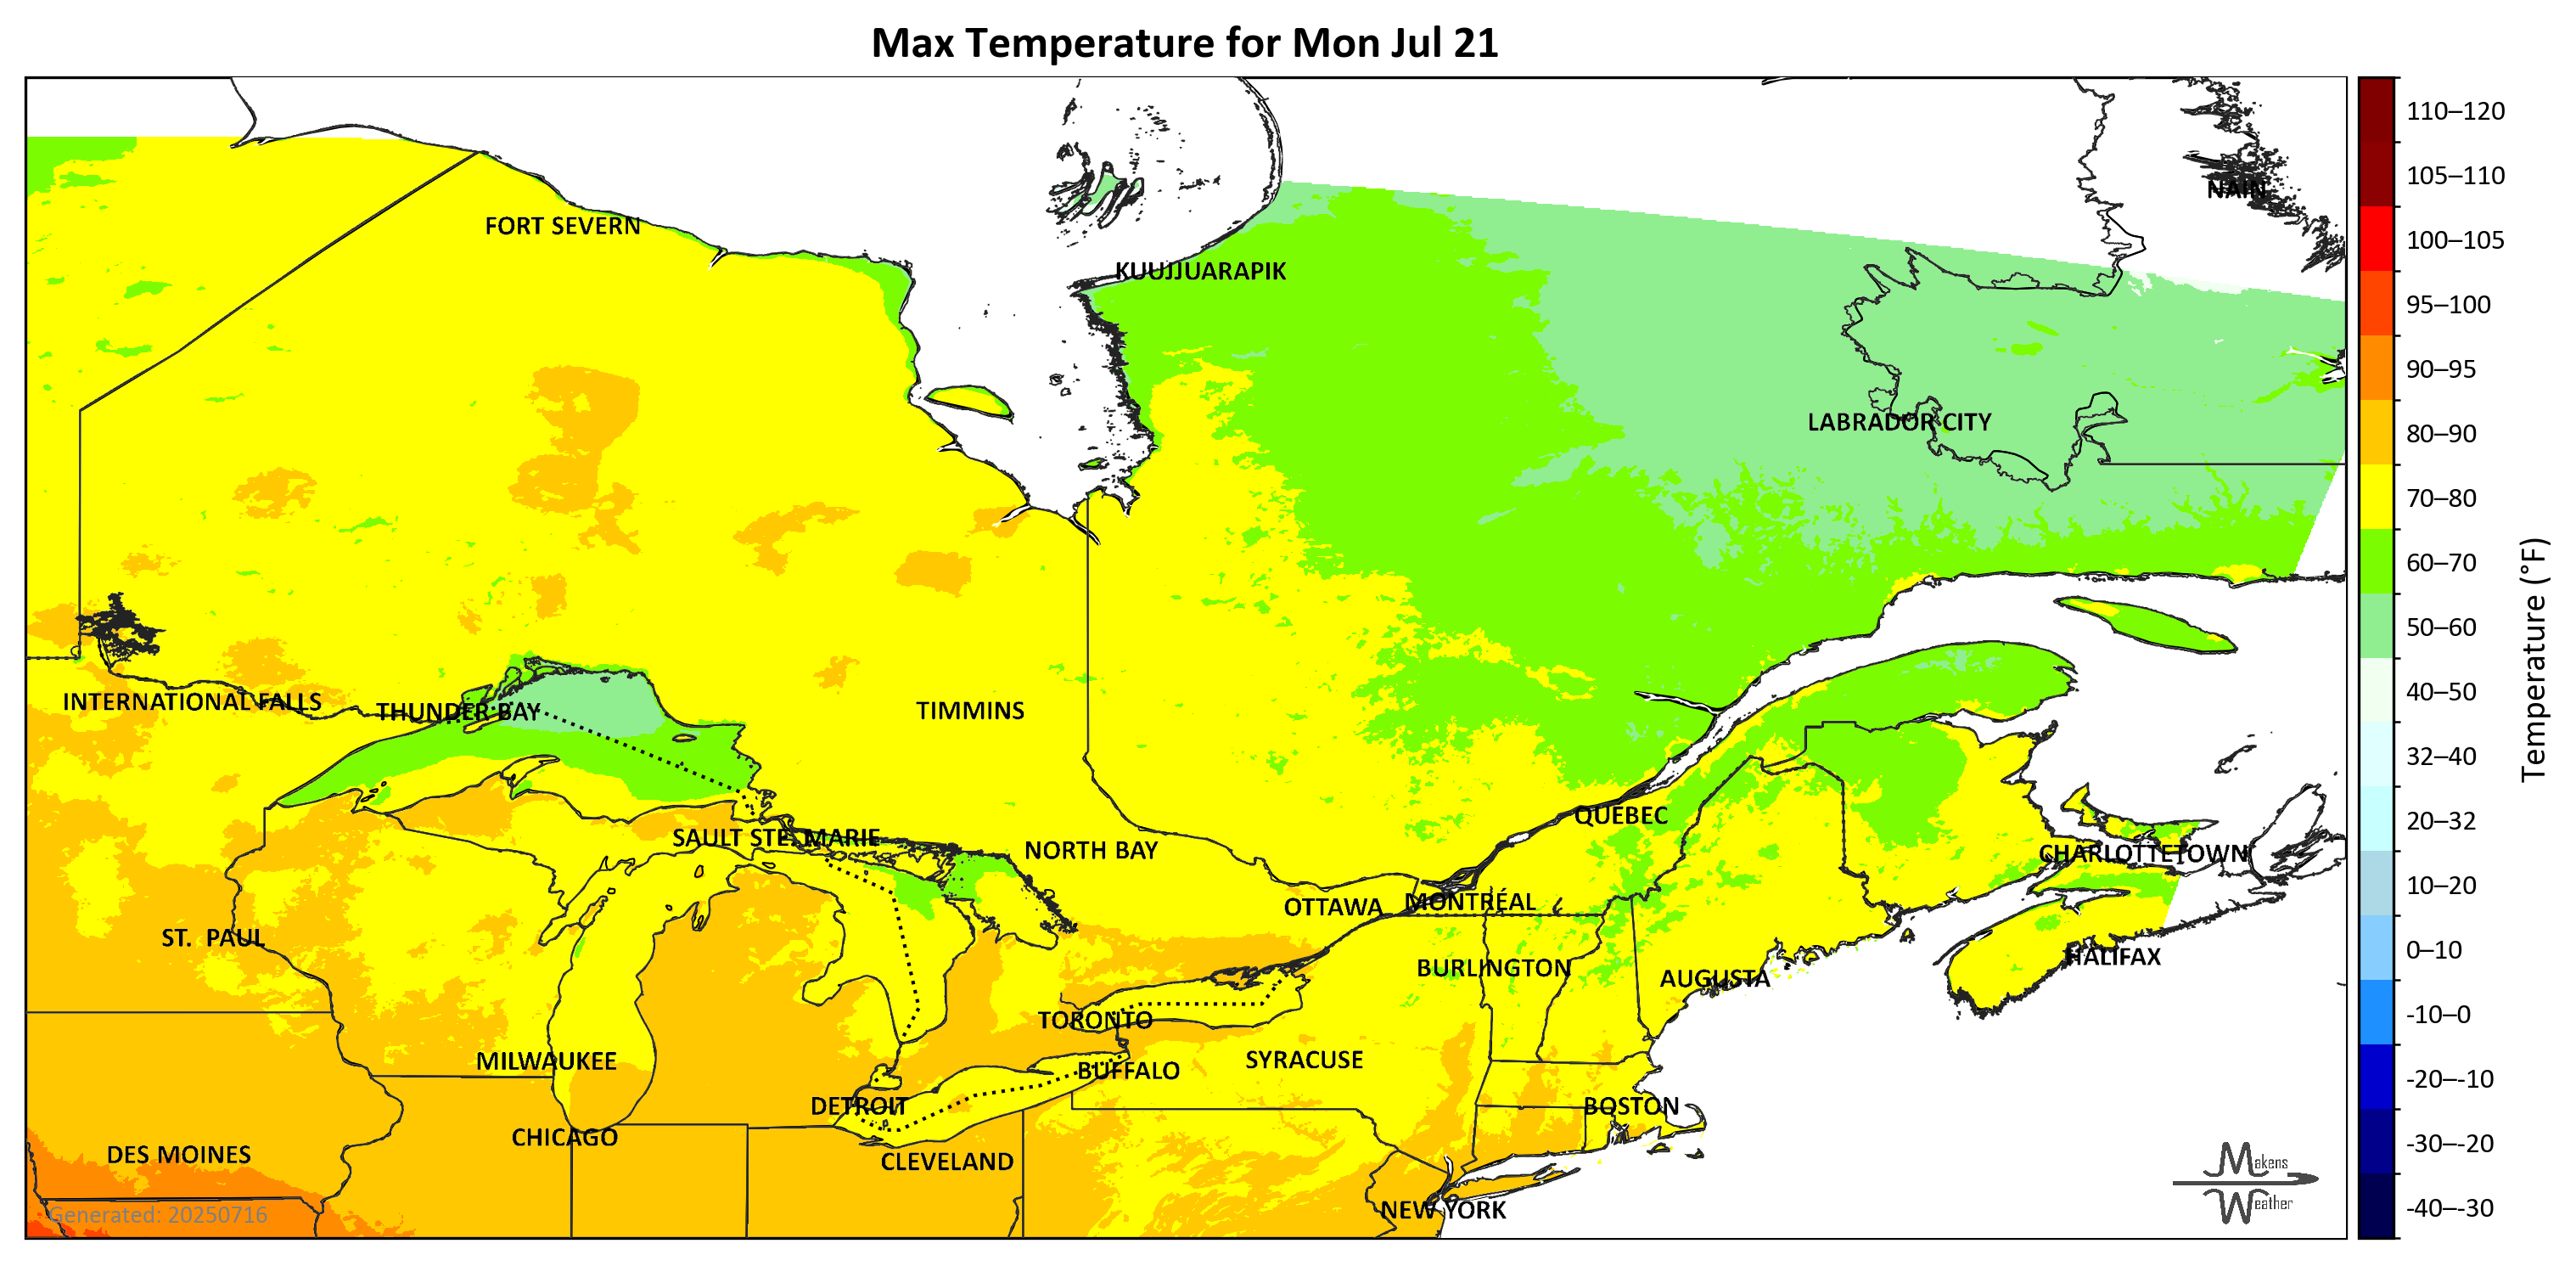 Max Temperature for Mon Jul 21
NAIN
FORT SEVERN
KUUJJUARAPIK
LABRADOR CITY
INTERNATIONAL FALLS
THUNDER BAY
TIMMINS
SAULT STE. MARIE
NORTH BAY
QUEBEC
CHARLOTTETOWN
OTTAWA
MONTRÉAL
ST. PAUL
HALIFAX
BURLINGTON
AUGUSTA
TORONTO
MILWAUKEE
BUFFALO
SYRACUSE
DETROIT
BOSTON
CHICAGO
DES MOINES
CLEVELAND
NEW YORK
Generated: 20250716
Makens
Weather
110–120
105–110
100–105
95–100
90–95
80–90
70–80
60–70
50–60
40–50
32–40
20–32
10–20
0–10
-10–0
-20–-10
-30–-20
-40–-30
Temperature (°F)